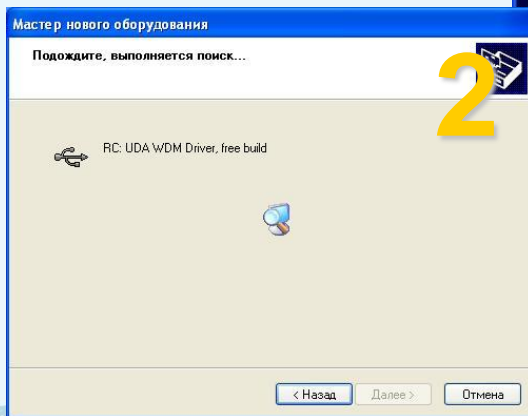 Мастер нового оборудования
Подождите, выполняется поиск...
2
RC: UDA WDM Driver, free build
< Назад
Далее >
Отмена